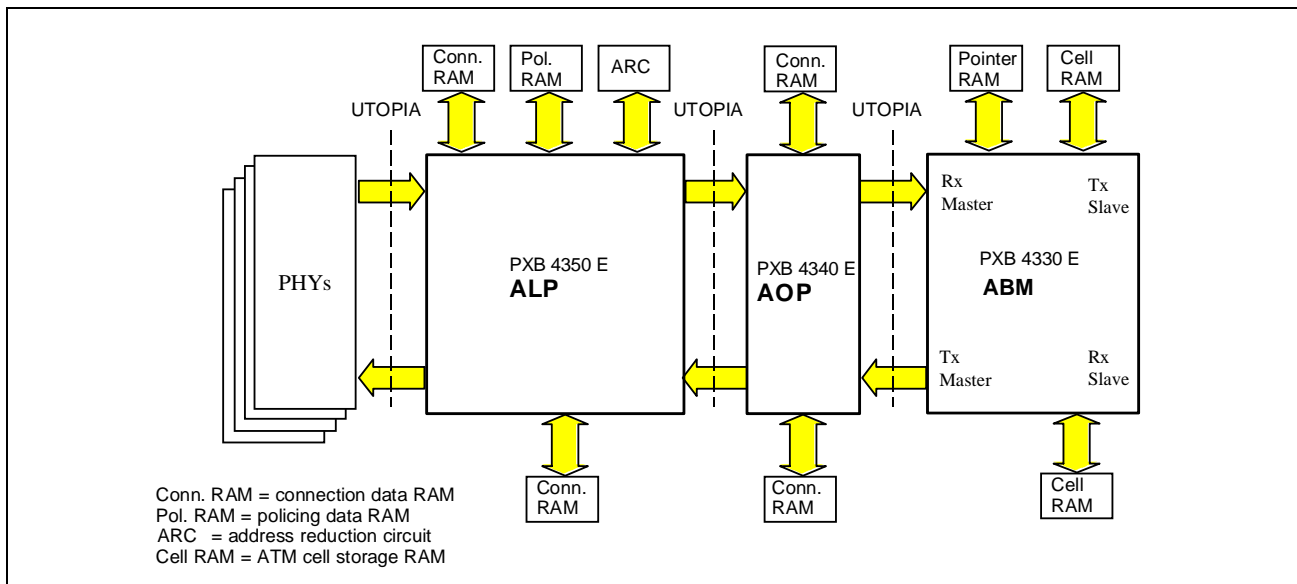 Conn. RAM
Pol. RAM
ARC
Conn. RAM
Pointer RAM
Cell RAM
UTOPIA
UTOPIA
UTOPIA
PHYs
PXB 4350 E
ALP
PXB 4340 E
AOP
Rx Master
Tx Slave
PXB 4330 E
ABM
Tx Master
Rx Slave
Conn. RAM
Conn. RAM
Cell RAM
Conn. RAM = connection data RAM
Pol. RAM = policing data RAM
ARC = address reduction circuit
Cell RAM = ATM cell storage RAM